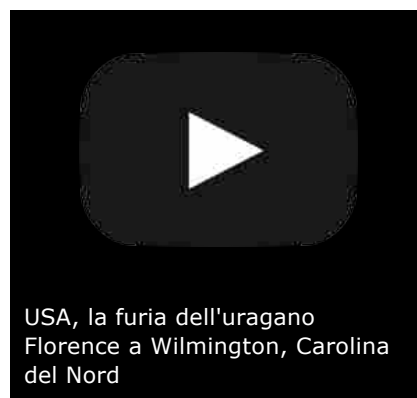 USA, la furia dell'uragano
Florence a Wilmington, Carolina
del Nord